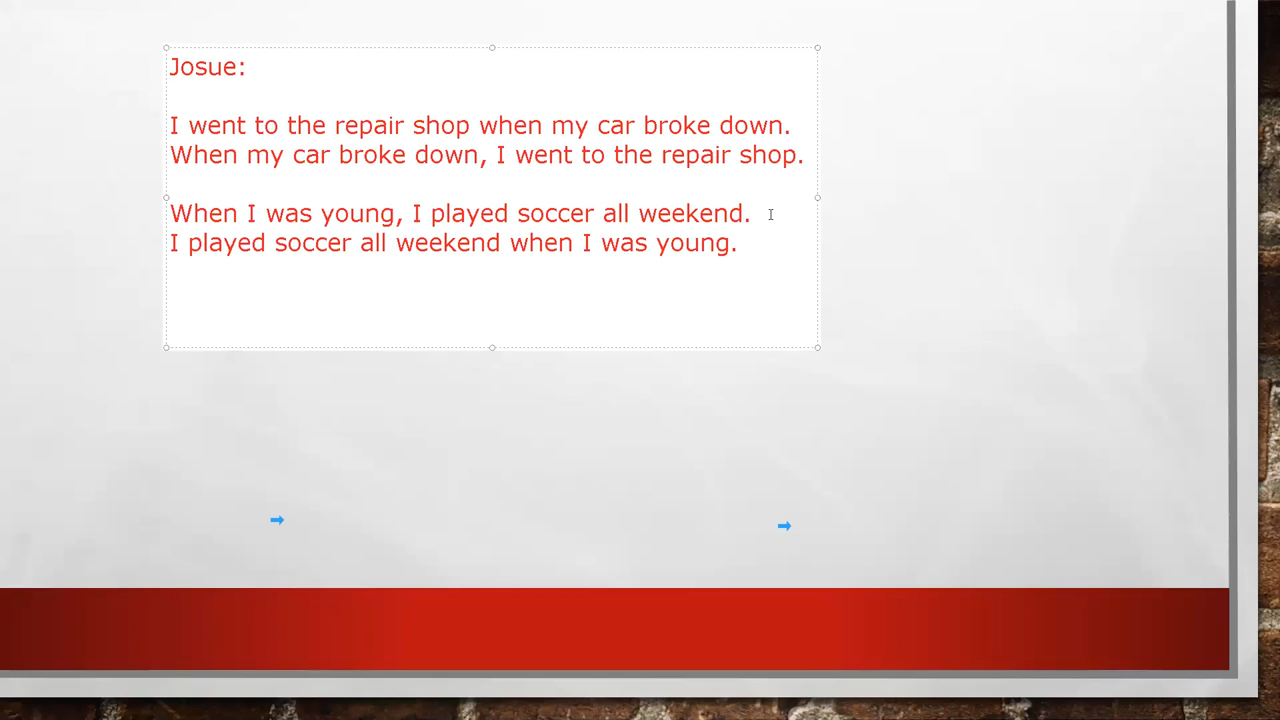 Josue:
I went to the repair shop when my car broke down.
When my car broke down, I went to the repair shop.
When I was young, I played soccer all weekend.
I played soccer all weekend when I was young.